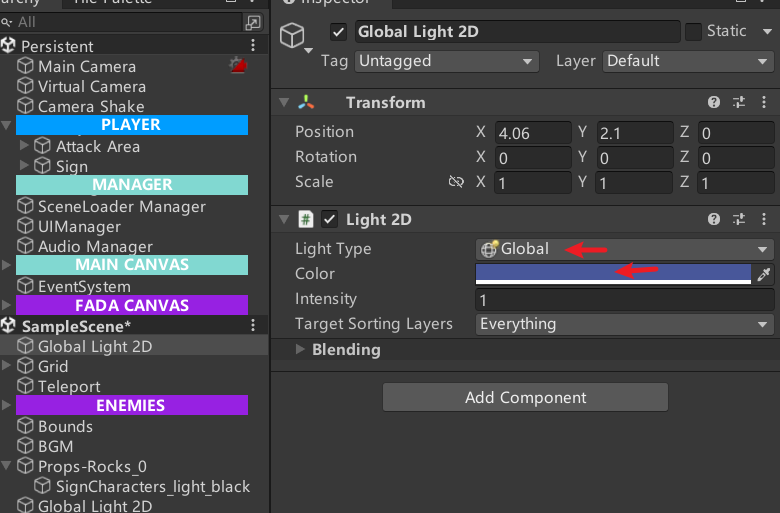 All
Persistent
Main Camera
Virtual Camera
Camera Shake
PLAYER
Attack Area
Sign
MANAGER
SceneLoader Manager
UIManager
Audio Manager
MAIN CANVAS
EventSystem
FADA CANVAS
SampleScene*
Global Light 2D
Grid
Teleport
ENEMIES
Bounds
BGM
Props-Rocks_0
SignCharacters_light_black
Global Light 2D
Inspector
Global Light 2D Static
Tag Untagged Layer Default
Transform
Position X 4.06 Y 2.1 Z 0
Rotation X 0 Y 0 Z 0
Scale X 1 Y 1 Z 1
# Light 2D
Light Type Global
Color
Intensity 1
Target Sorting Layers Everything
Blending
Add Component